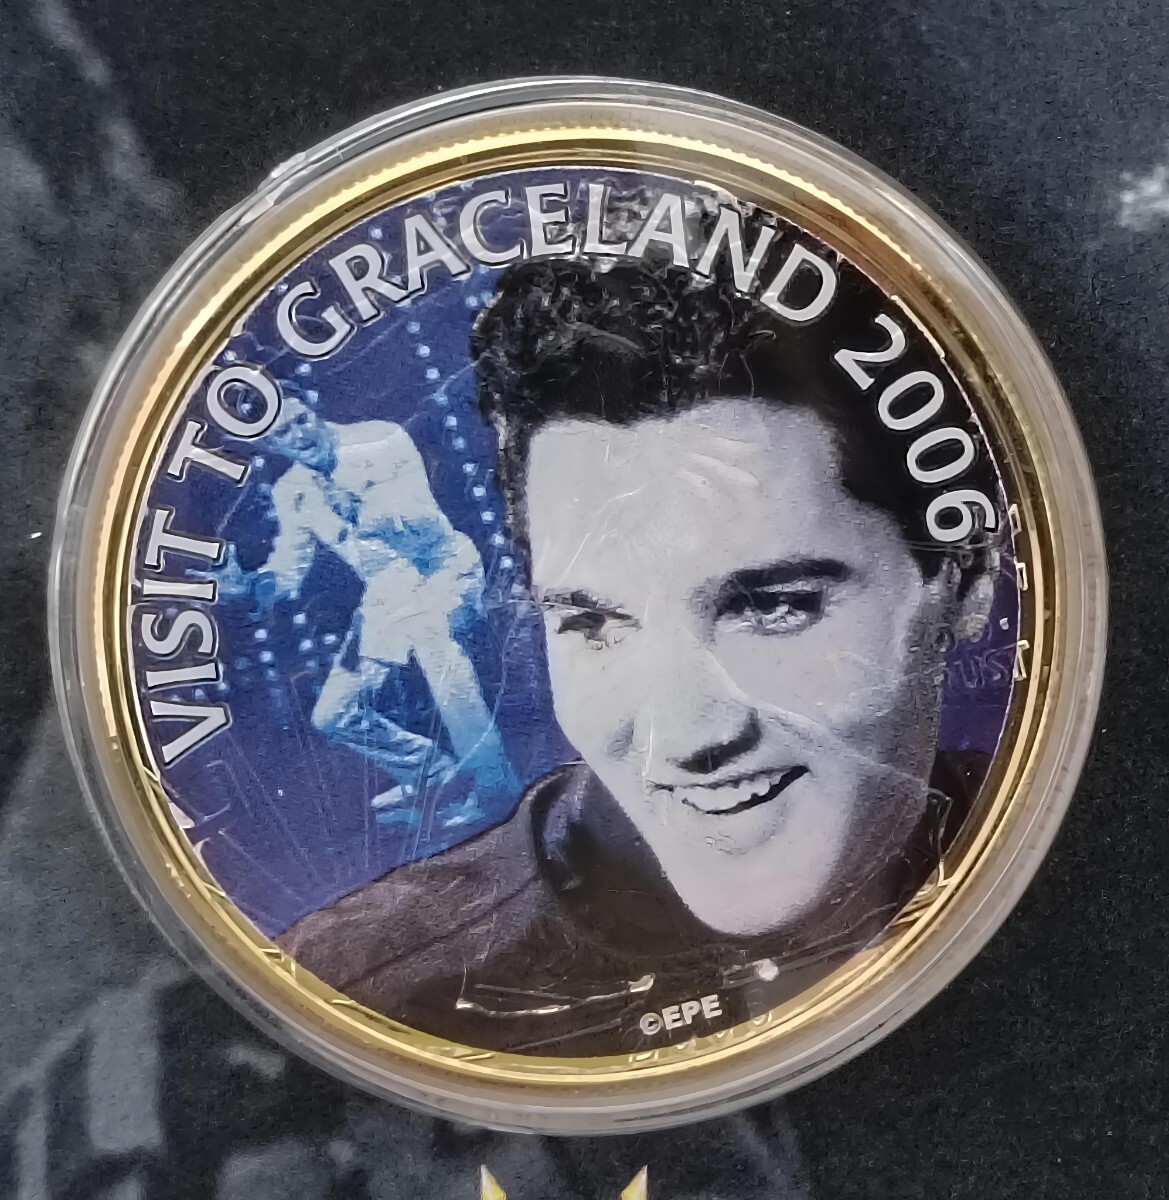 VISIT TO GRACELAND 2006
©EPE